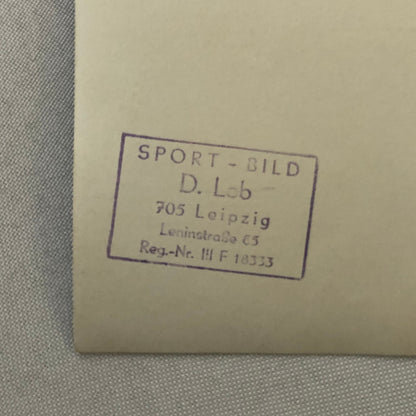 SPORT - BILD
D. Lob
705 Leipzig
Leninstraße 65
Reg.-Nr. III F 18333